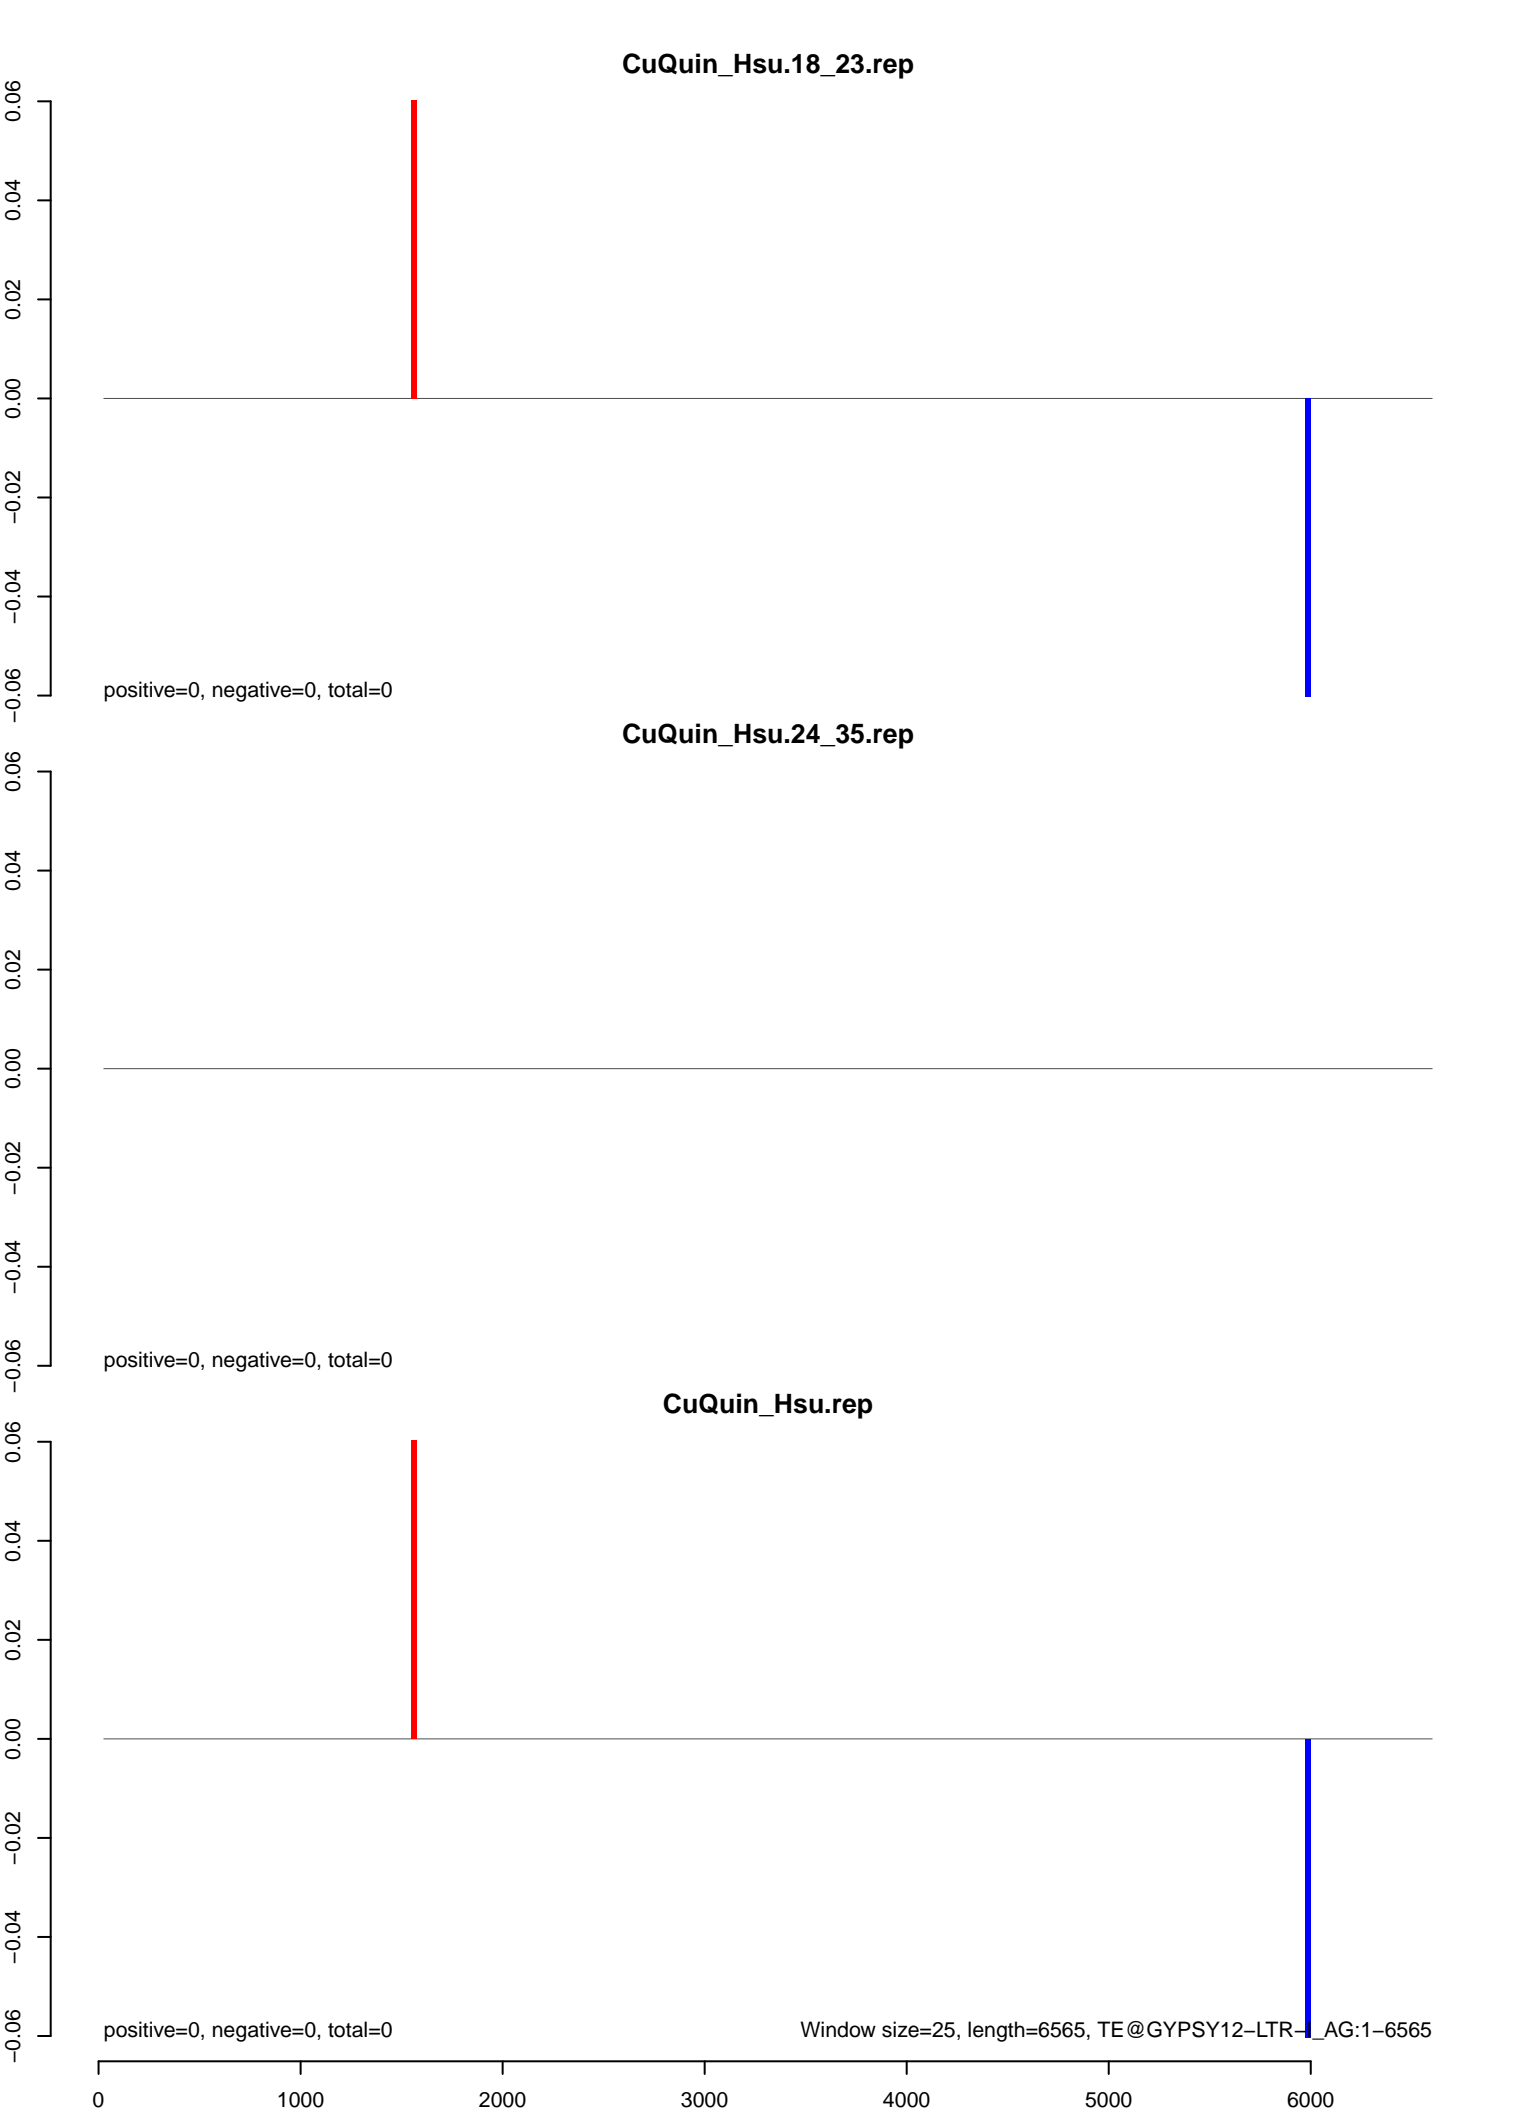 CuQuin_Hsu.18_23.rep
0.06
0.04
0.02
0.00
−0.02
−0.04
−0.06
positive=0, negative=0, total=0
CuQuin_Hsu.24_35.rep
0.06
0.04
0.02
0.00
−0.02
−0.04
−0.06
positive=0, negative=0, total=0
CuQuin_Hsu.rep
0.06
0.04
0.02
0.00
−0.02
−0.04
−0.06
positive=0, negative=0, total=0
Window size=25, length=6565, TE@GYPSY12−LTR−I_AG:1−6565
0 1000 2000 3000 4000 5000 6000